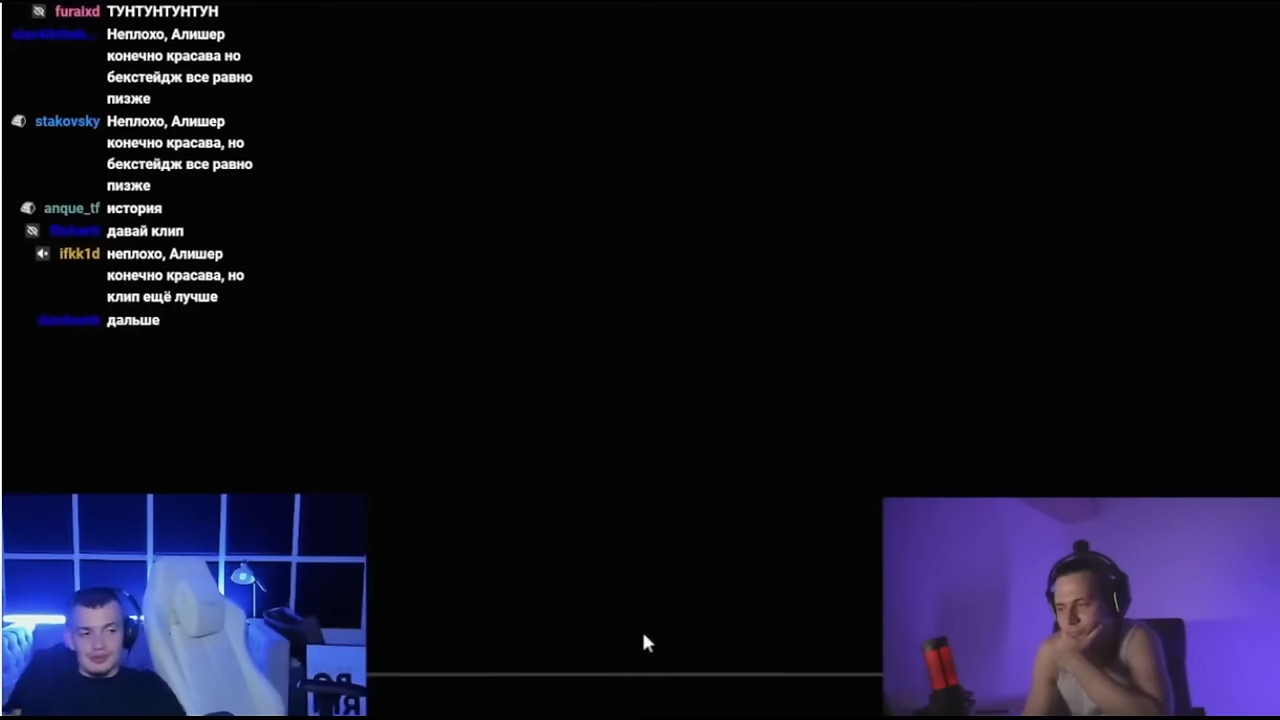 furaixd ТУНТУНТУНТУН
Неплохо, Алишер
конечно красава но
бекстейдж все равно
пизже
stakovsky Неплохо, Алишер
конечно красава, но
бекстейдж все равно
пизже
anque_tf история
давай клип
ifkk1d неплохо, Алишер
конечно красава, но
клип ещё лучше
дальше